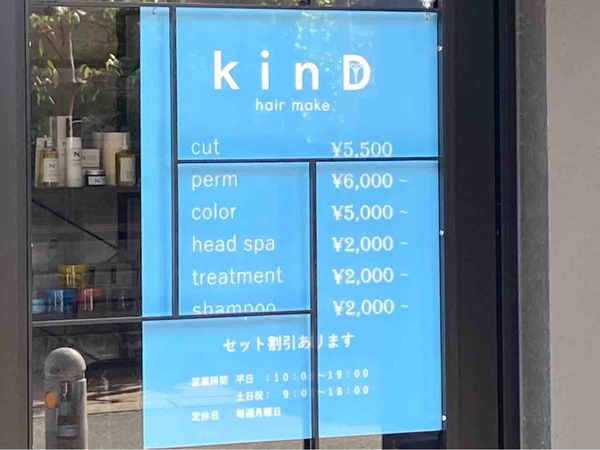 kinD
hair make
cut ¥5,500
perm ¥6,000 ~
color ¥5,000 ~
head spa ¥2,000 ~
treatment ¥2,000 ~
shampoo ¥2,000 ~
セット割引あります
営業時間 平日 : 10:00~19:00
土日祝: 9:00~18:00
定休日 毎週月曜日